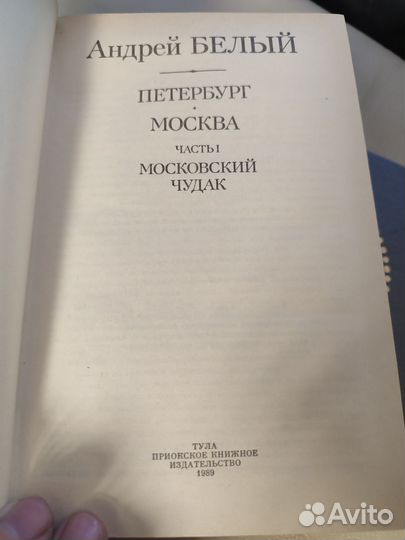 Андрей БЕЛЫЙ
ПЕТЕРБУРГ
МОСКВА
ЧАСТЬ I
МОСКОВСКИЙ
ЧУДАК
ТУЛА
ПРИОКСКОЕ КНИЖНОЕ
ИЗДАТЕЛЬСТВО
1989
Avito